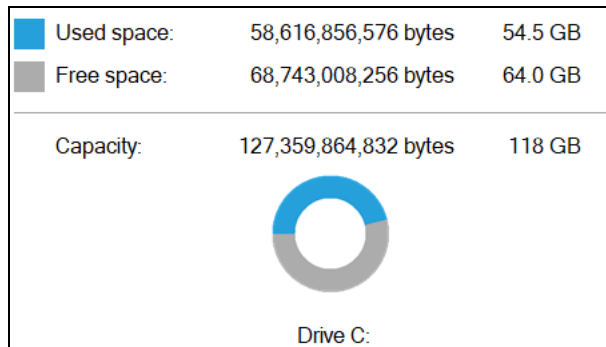 Used space: 58,616,856,576 bytes 54.5 GB
Free space: 68,743,008,256 bytes 64.0 GB
Capacity: 127,359,864,832 bytes 118 GB
Drive C: